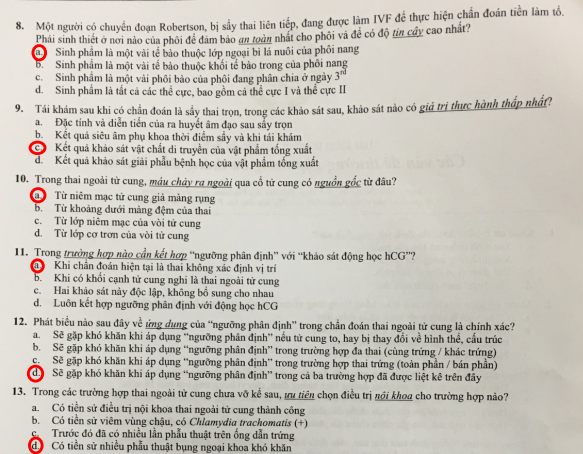 8. Một người có chuyển đoạn Robertson, bị sẩy thai liên tiếp, đang được làm IVF để thực hiện chẩn đoán tiền làm tổ.
Phải sinh thiết ở nơi nào của phôi để đảm bảo an toàn nhất cho phôi và để có độ tin cậy cao nhất?
a. Sinh phẩm là một vài tế bào thuộc lớp ngoại bì lá nuôi của phôi nang
b. Sinh phẩm là một vài tế bào thuộc khối tế bào trong của phôi nang
c. Sinh phẩm là một vài phôi bào của phôi đang phân chia ở ngày 3rd
d. Sinh phẩm là tất cả các thể cực, bao gồm cả thể cực I và thể cực II
9. Tái khám sau khi có chẩn đoán là sẩy thai trọn, trong các khảo sát sau, khảo sát nào có giá trị thực hành thấp nhất?
a. Đặc tính và diễn tiến của ra huyết âm đạo sau sẩy trọn
b. Kết quả siêu âm phụ khoa thời điểm sẩy và khi tái khám
c. Kết quả khảo sát vật chất di truyền của vật phẩm tống xuất
d. Kết quả khảo sát giải phẫu bệnh học của vật phẩm tống xuất
10. Trong thai ngoài tử cung, máu chảy ra ngoài qua cổ tử cung có nguồn gốc từ đâu?
a. Từ niêm mạc tử cung giả màng rụng
b. Từ khoảng dưới màng đệm của thai
c. Từ lớp niêm mạc của vòi tử cung
d. Từ lớp cơ trơn của vòi tử cung
11. Trong trường hợp nào cần kết hợp "ngưỡng phân định" với "khảo sát động học hCG"?
a. Khi chẩn đoán hiện tại là thai không xác định vị trí
b. Khi có khối cạnh tử cung nghi là thai ngoài tử cung
c. Hai khảo sát này độc lập, không bổ sung cho nhau
d. Luôn kết hợp ngưỡng phân định với động học hCG
12. Phát biểu nào sau đây về ứng dụng của "ngưỡng phân định" trong chẩn đoán thai ngoài tử cung là chính xác?
a. Sẽ gặp khó khăn khi áp dụng "ngưỡng phân định" nếu tử cung to, hay bị thay đổi về hình thể, cấu trúc
b. Sẽ gặp khó khăn khi áp dụng "ngưỡng phân định" trong trường hợp đa thai (cùng trứng / khác trứng)
c. Sẽ gặp khó khăn khi áp dụng "ngưỡng phân định" trong trường hợp thai trứng (toàn phần / bán phần)
d. Sẽ gặp khó khăn khi áp dụng "ngưỡng phân định" trong cả ba trường hợp đã được liệt kê trên đây
13. Trong các trường hợp thai ngoài tử cung chưa vỡ kể sau, ưu tiên chọn điều trị nội khoa cho trường hợp nào?
a. Có tiền sử điều trị nội khoa thai ngoài tử cung thành công
b. Có tiền sử viêm vùng chậu, có Chlamydia trachomatis (+)
c. Trước đó đã có nhiều lần phẫu thuật trên ống dẫn trứng
d. Có tiền sử nhiều phẫu thuật bụng ngoại khoa khó khăn